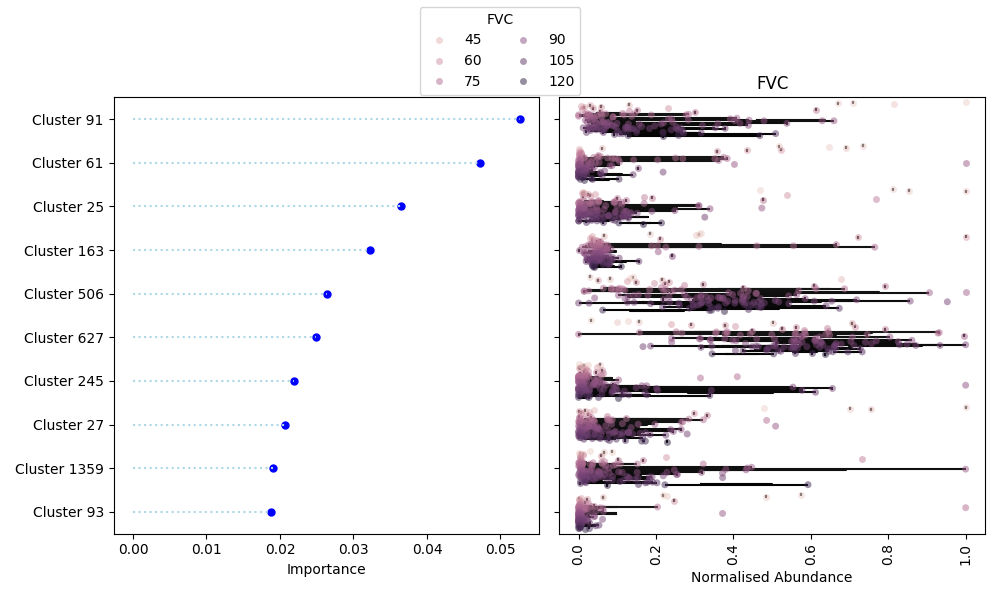 FVC
45 90
60 105
75 120
FVC
Cluster 91
Cluster 61
Cluster 25
Cluster 163
Cluster 506
Cluster 627
Cluster 245
Cluster 27
Cluster 1359
Cluster 93
0.00 0.01 0.02 0.03 0.04 0.05
Importance
0.0 0.2 0.4 0.6 0.8 1.0
Normalised Abundance